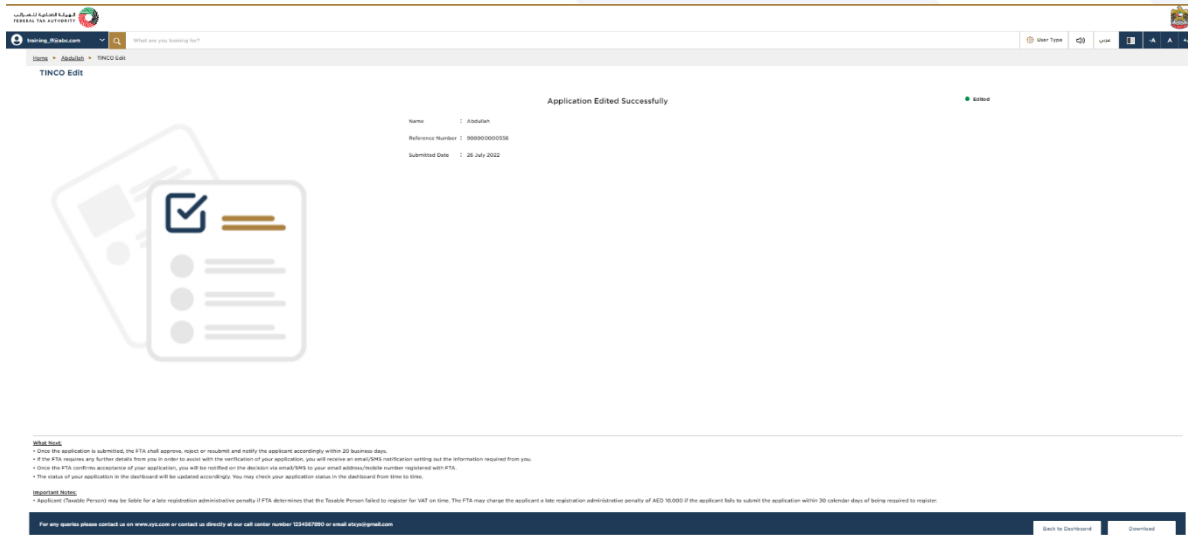 الهيئة الاتحادية للضرائب
FEDERAL TAX AUTHORITY
What are you looking for?
User Type
عربي
-A A
Home > Abdullah > TINCO Edit
TINCO Edit
Application Edited Successfully
Edited
Name : Abdullah
Reference Number :
Submitted Date : 26 July 2022
What Next:
• Once the application is submitted, the FTA shall approve, reject or resubmit and notify the applicant accordingly within 20 business days.
• If the FTA requires any further details from you in order to assist with the verification of your application, you will receive an email/SMS notification setting out the information required from you.
• Once the FTA confirms acceptance of your application, you will be notified on the decision via email/SMS to your email address/mobile number registered with FTA.
• The status of your application in the dashboard will be updated accordingly. You may check your application status in the dashboard from time to time.
Important Notes:
• Applicant (Taxable Person) may be liable for a late registration administrative penalty if FTA determines that the Taxable Person failed to register for VAT on time. The FTA may charge the applicant a late registration administrative penalty of AED 10,000 if the applicant fails to submit the application within 30 calendar days of being required to register.
For any queries please contact us on www.xyz.com or contact us directly at our call center number 1234567890 or email
Back to Dashboard
Download